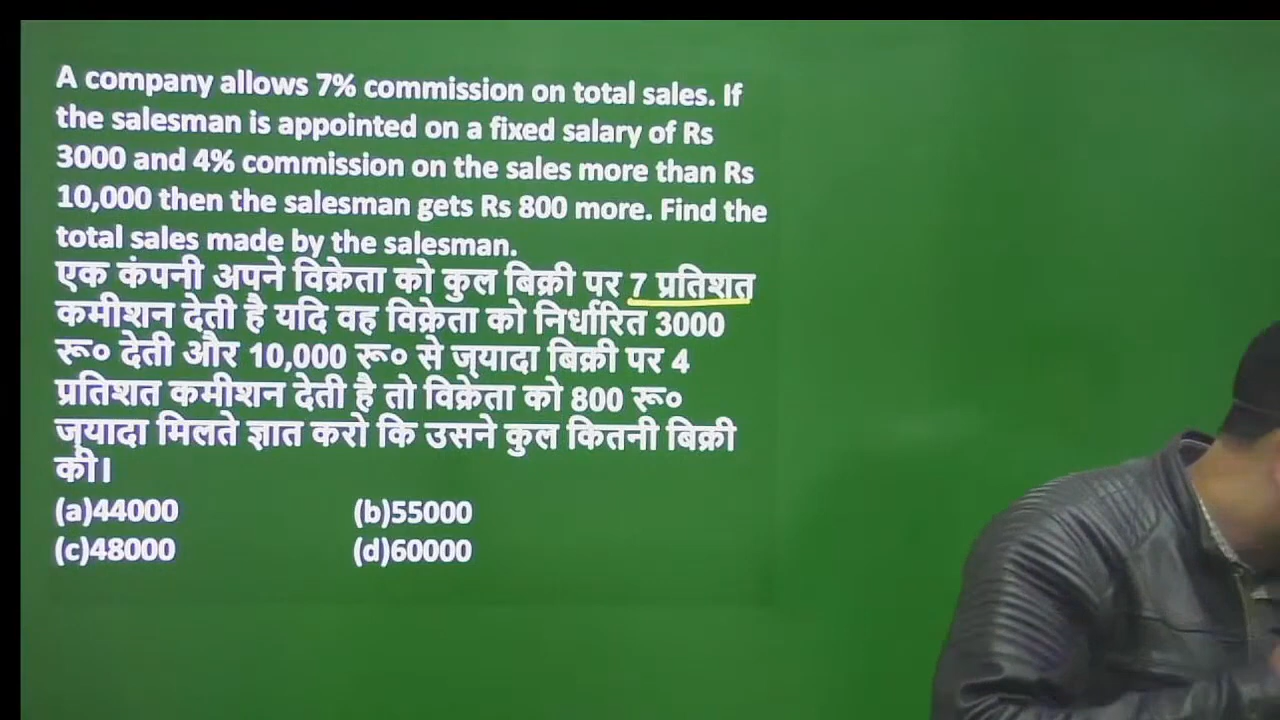 A company allows 7% commission on total sales. If
the salesman is appointed on a fixed salary of Rs
3000 and 4% commission on the sales more than Rs
10,000 then the salesman gets Rs 800 more. Find the
total sales made by the salesman.
एक कंपनी अपने विक्रेता को कुल बिक्री पर 7 प्रतिशत
कमीशन देती है यदि वह विक्रेता को निर्धारित 3000
रू० देती और 10,000 रू० से ज्यादा बिक्री पर 4
प्रतिशत कमीशन देती है तो विक्रेता को 800 रू०
ज्यादा मिलते ज्ञात करो कि उसने कुल कितनी बिक्री
की।
(a)44000 (b)55000
(c)48000 (d)60000